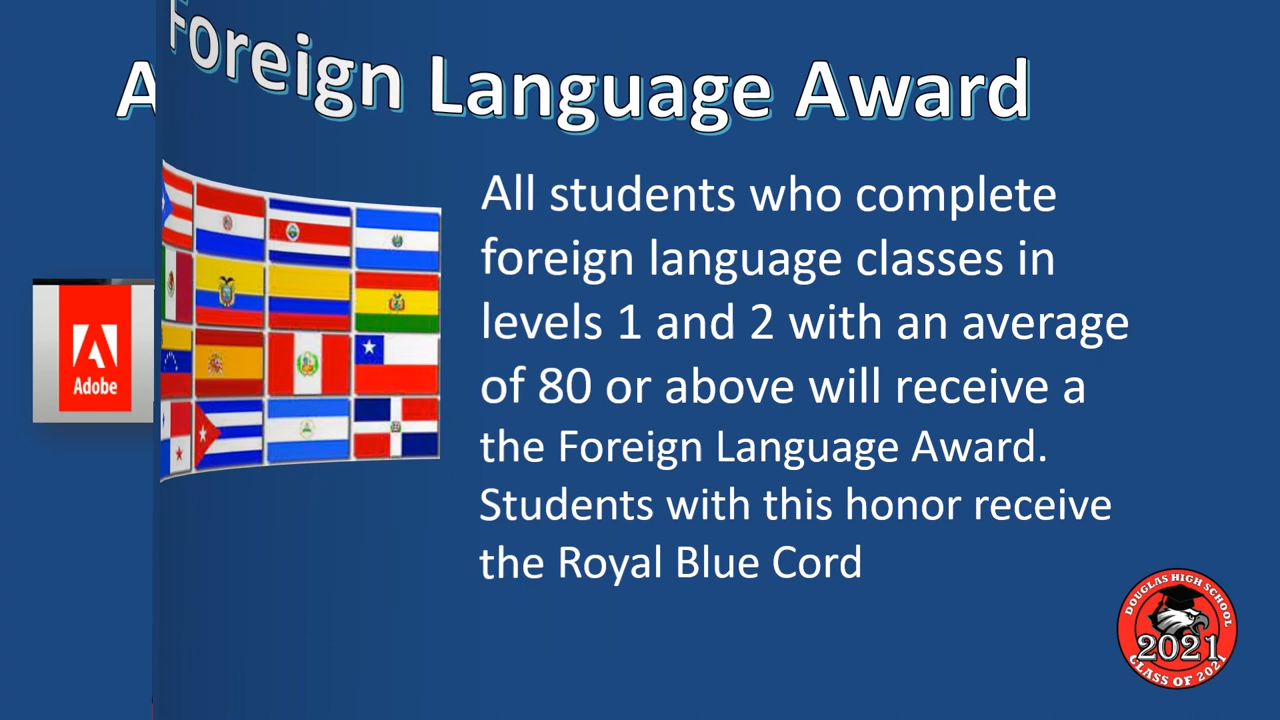 A
Foreign Language Award
All students who complete
foreign language classes in
levels 1 and 2 with an average
of 80 or above will receive a
the Foreign Language Award.
Students with this honor receive
the Royal Blue Cord
Adobe
DOUGLAS HIGH SCHOOL
2021
CLASS OF 2021